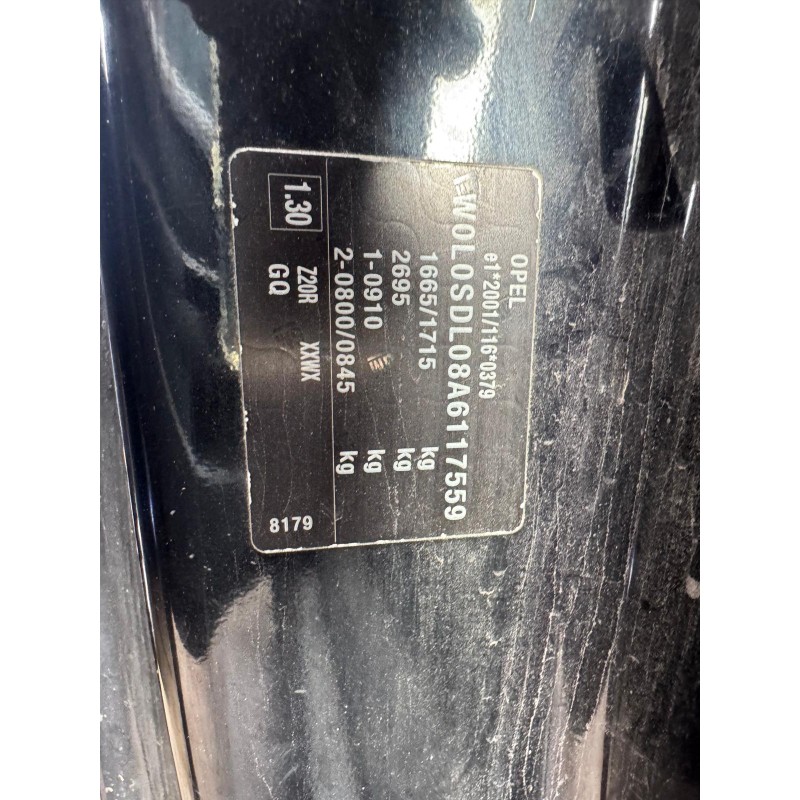 OPEL
e1*2001/116*0379
W0L0SDL08A6117559
1665/1715 kg
2695 kg
1-0910 kg
2-0800/0845 kg
1.30 Z20R XXWX
GQ
8179